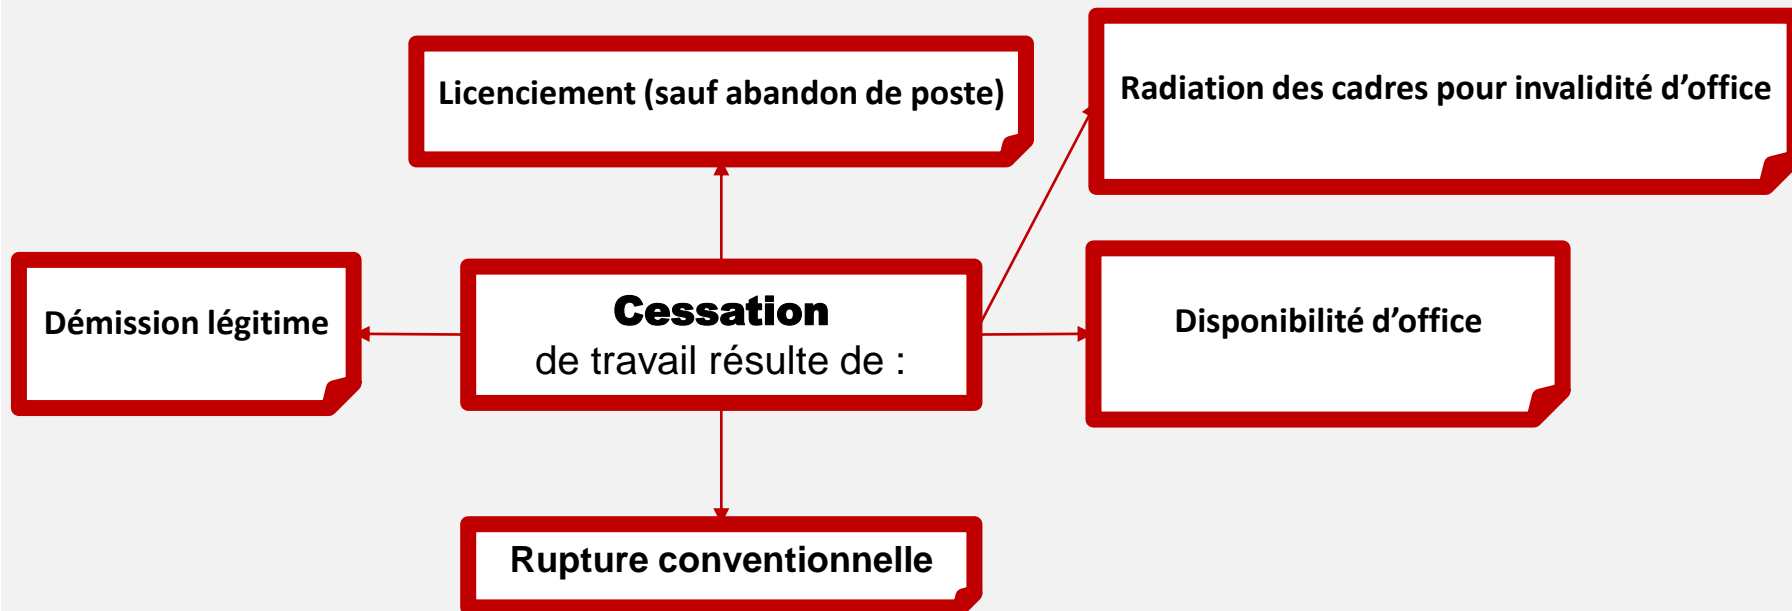 Licenciement (sauf abandon de poste)
Radiation des cadres pour invalidité d’office
Démission légitime
Cessation
de travail résulte de :
Disponibilité d’office
Rupture conventionnelle